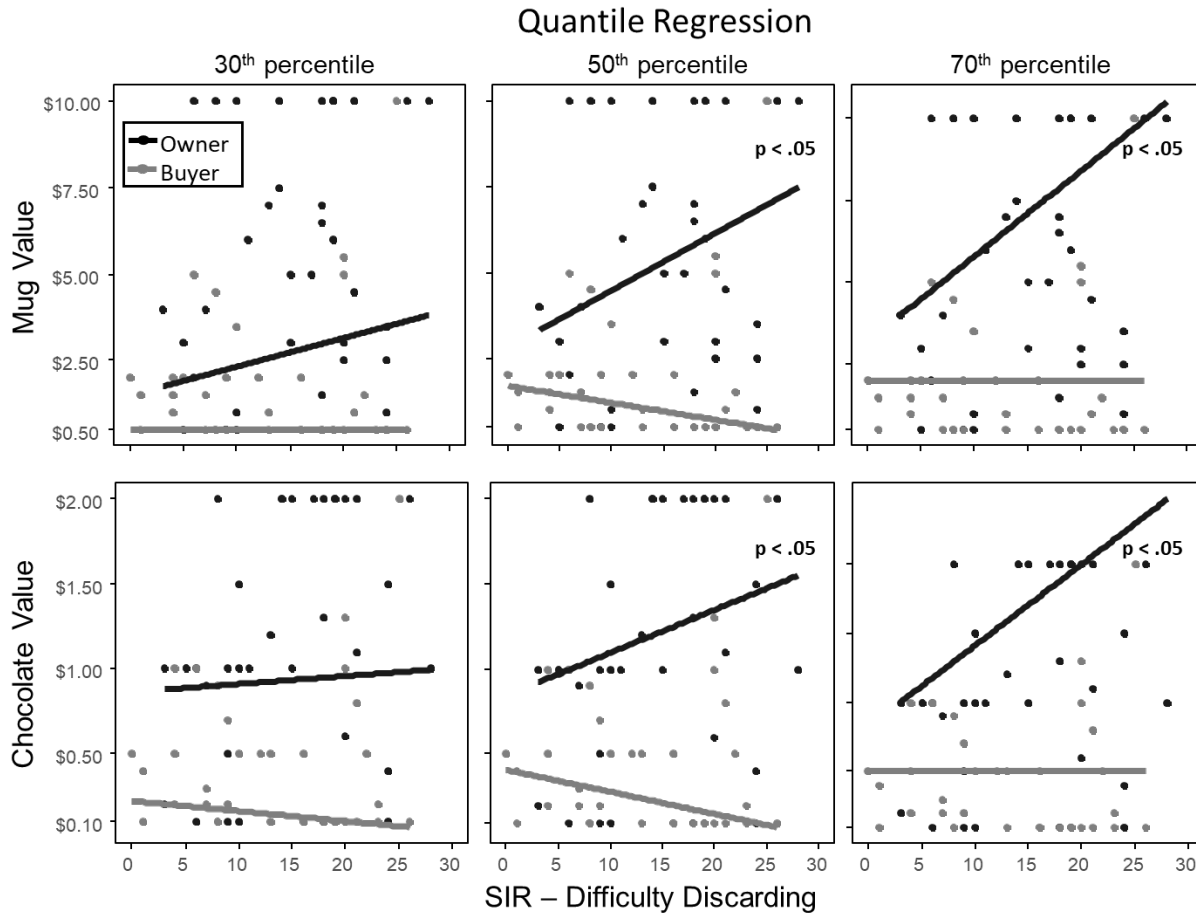 Quantile Regression
30th percentile
50th percentile
70th percentile
Mug Value
$10.00
$7.50
$5.00
$2.50
$0.50
Owner
Buyer
p < .05
p < .05
Chocolate Value
$2.00
$1.50
$1.00
$0.50
$0.10
p < .05
p < .05
0 5 10 15 20 25 30
0 5 10 15 20 25 30
0 5 10 15 20 25 30
SIR – Difficulty Discarding